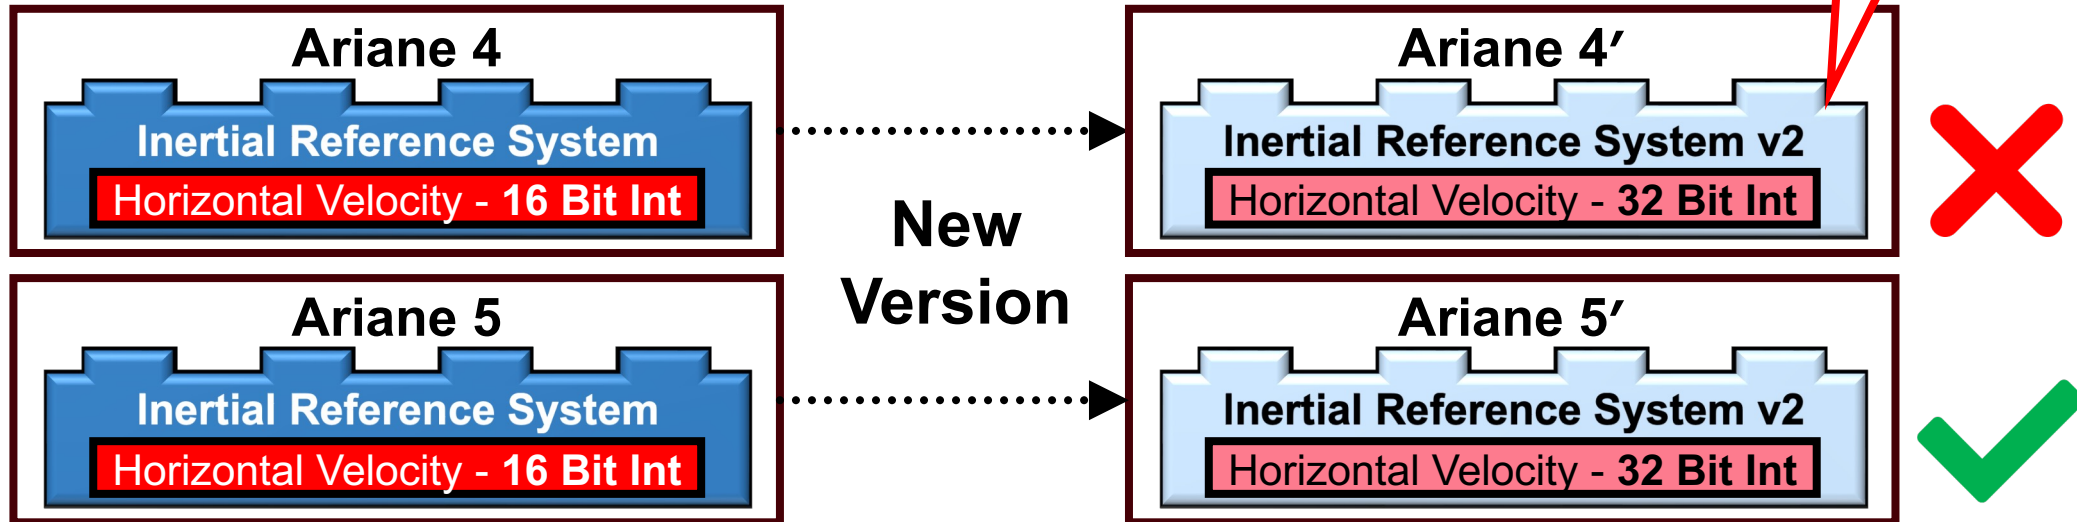 Ariane 4
Inertial Reference System
Horizontal Velocity - 16 Bit Int
Ariane 4′
Inertial Reference System v2
Horizontal Velocity - 32 Bit Int
New
Version
Ariane 5
Inertial Reference System
Horizontal Velocity - 16 Bit Int
Ariane 5′
Inertial Reference System v2
Horizontal Velocity - 32 Bit Int